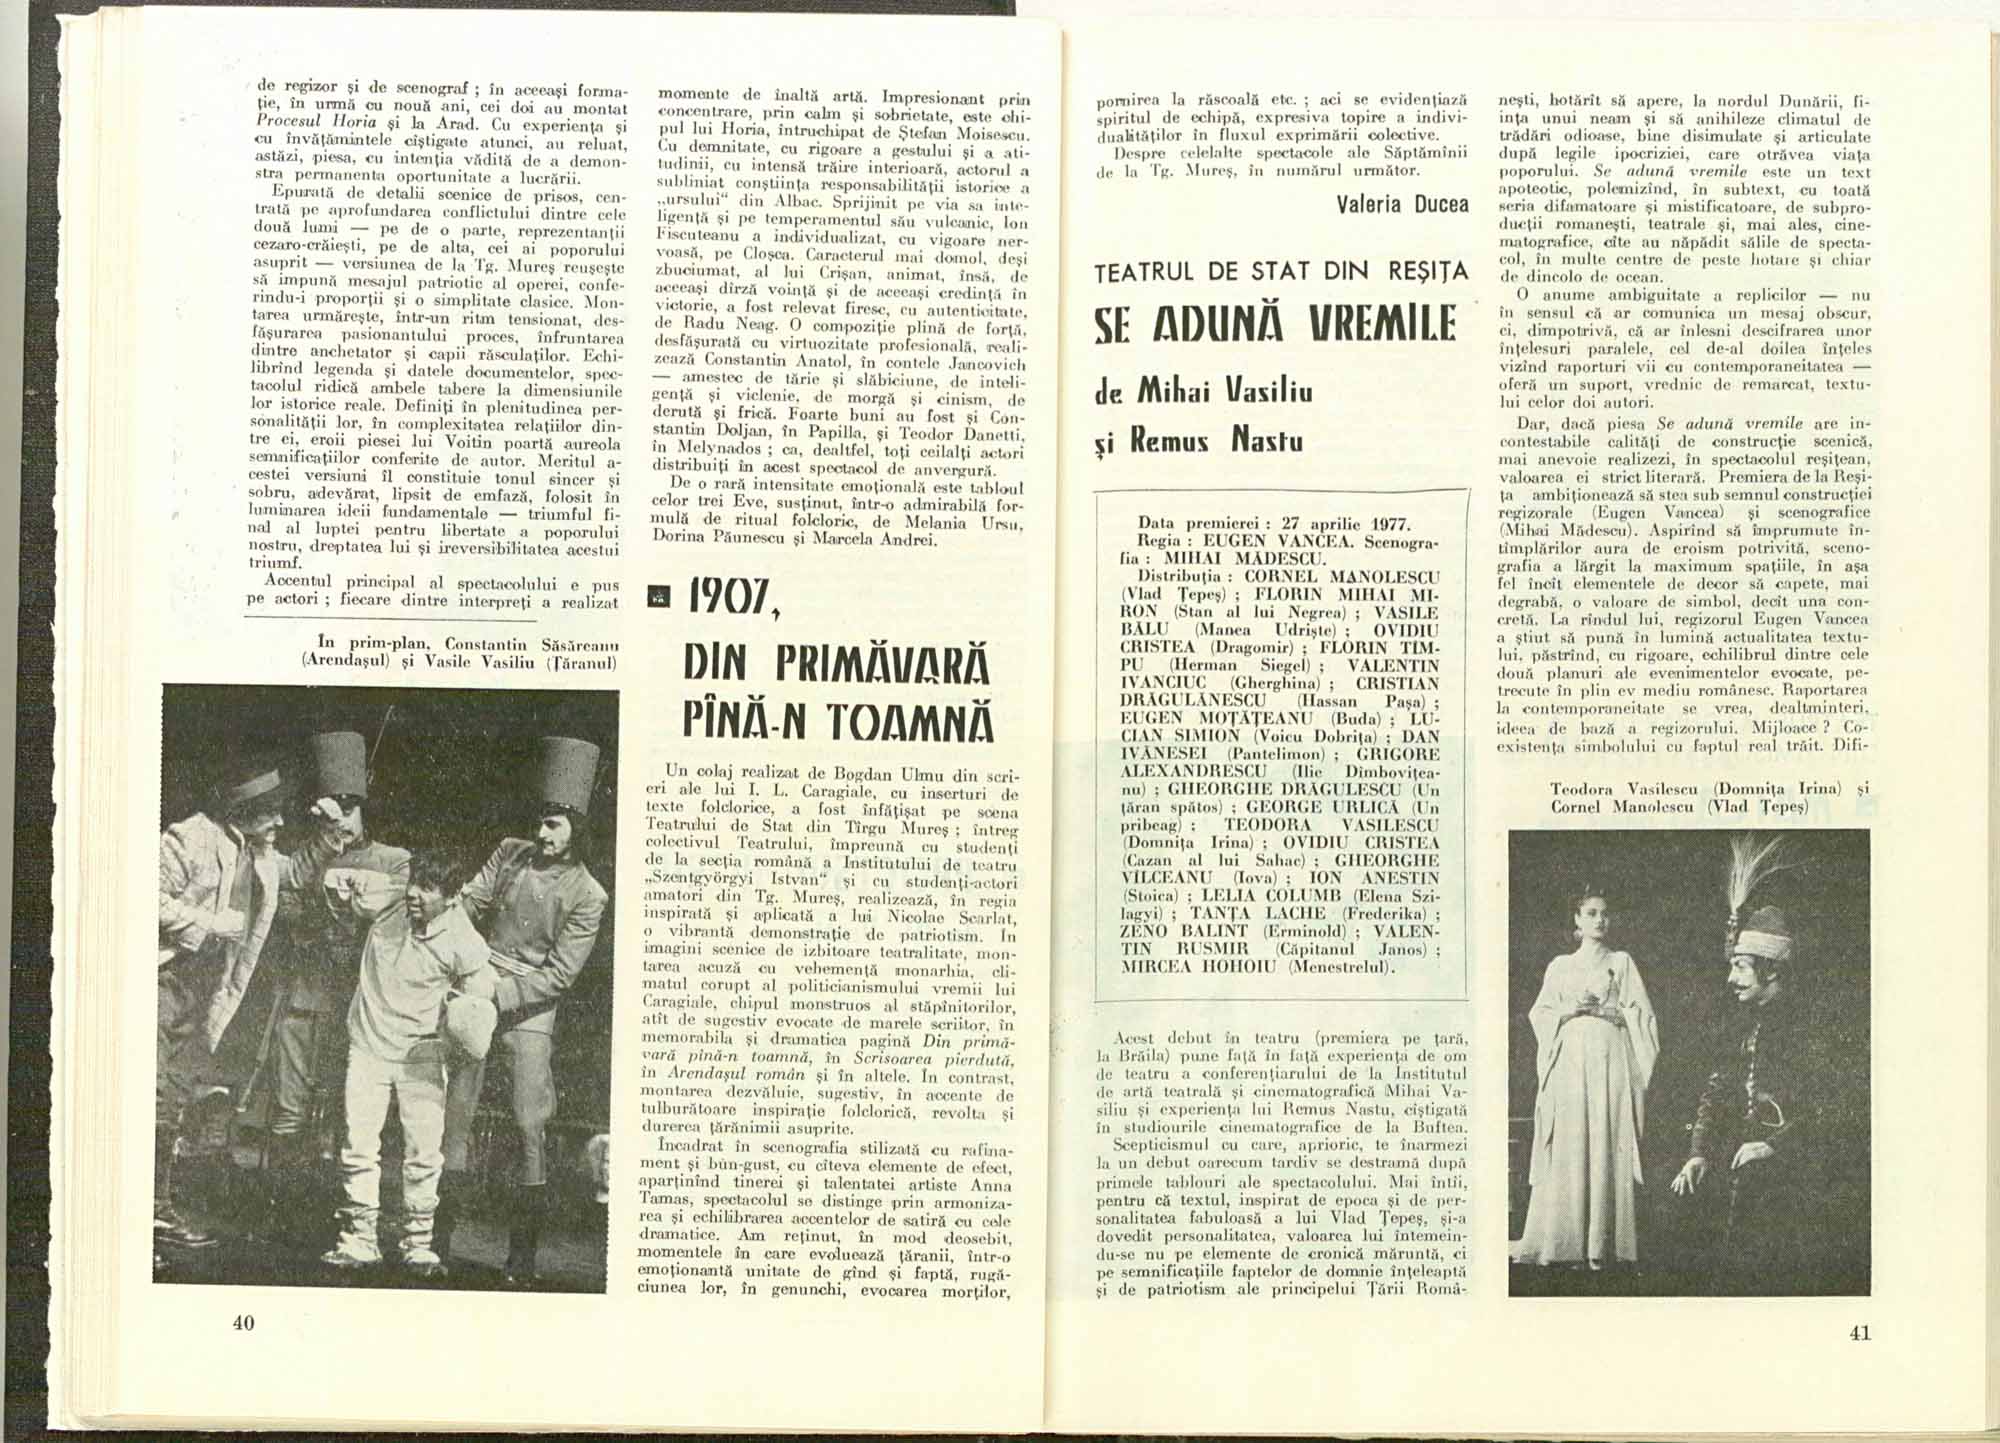 de regizor și de scenograf ; în aceeași forma-
ție, în urmă cu nouă ani, cei doi au montat
Procesul Horia și la Arad. Cu experiența și
cu învățămintele cîștigate atunci, au reluat,
astăzi, piesa, cu intenția vădită de a demon-
stra permanenta oportunitate a lucrării.
Epurată de detalii scenice de prisos, cen-
trată pe aprofundarea conflictului dintre cele
două lumi — pe de o parte, reprezentanții
cezaro-crăiești, pe de alta, cei ai poporului
asuprit — versiunea de la Tg. Mureș reușește
să impună mesajul patriotic al operei, confe-
rindu-i proporții și o simplitate clasice. Mon-
tarea urmărește, într-un ritm tensionat, des-
fășurarea pasionantului proces, înfruntarea
dintre anchetator și capii răsculaților. Echi-
librînd legenda și datele documentelor, spec-
tacolul ridică ambele tabere la dimensiunile
lor istorice reale. Definiți în plenitudinea per-
sonalității lor, în complexitatea relațiilor din-
tre ei, eroii piesei lui Voitin poartă aureola
semnificațiilor conferite de autor. Meritul a-
cestei versiuni îl constituie tonul sincer și
sobru, adevărat, lipsit de emfază, folosit în
luminarea ideii fundamentale — triumful fi-
nal al luptei pentru libertate a poporului
nostru, dreptatea lui și ireversibilitatea acestui
triumf.
Accentul principal al spectacolului e pus
pe actori ; fiecare dintre interpreți a realizat
În prim-plan, Constantin Săsăreanu
(Arendașul) și Vasile Vasiliu (Țăranul)
40
momente de înaltă artă. Impresionant prin
concentrare, prin calm și sobrietate, este chi-
pul lui Horia, întruchipat de Ștefan Moisescu.
Cu demnitate, cu rigoare a gestului și a ati-
tudinii, cu intensă trăire interioară, actorul a
subliniat conștiința responsabilității istorice a
„ursului“ din Albac. Sprijinit pe via sa inte-
ligență și pe temperamentul său vulcanic, Ion
Fiscuteanu a individualizat, cu vigoare ner-
voasă, pe Cloșca. Caracterul mai domol, deși
zbuciumat, al lui Crișan, animat, însă, de
aceeași dîrză voință și de aceeași credință în
victorie, a fost relevat firesc, cu autenticitate,
de Radu Neag. O compoziție plină de forță,
desfășurată cu virtuozitate profesională, reali-
zează Constantin Anatol, în contele Jancovich
— amestec de tărie și slăbiciune, de inteli-
gență și viclenie, de morgă și cinism, de
derută și frică. Foarte buni au fost și Con-
stantin Doljan, în Papilla, și Teodor Danetti,
în Melynados ; ca, dealtfel, toți ceilalți actori
distribuiți în acest spectacol de anvergură.
De o rară intensitate emoțională este tabloul
celor trei Eve, susținut, într-o admirabilă for-
mulă de ritual folcloric, de Melania Ursu,
Dorina Păunescu și Marcela Andrei.
1907,
DIN PRIMĂVARĂ
PÎNĂ-N TOAMNĂ
Un colaj realizat de Bogdan Ulmu din scri-
eri ale lui I. L. Caragiale, cu inserturi de
texte folclorice, a fost înfățișat pe scena
Teatrului de Stat din Tîrgu Mureș ; întreg
colectivul Teatrului, împreună cu studenți
de la secția română a Institutului de teatru
„Szentgyörgyi Istvan“ și cu studenți-actori
amatori din Tg. Mureș, realizează, în regia
inspirată și aplicată a lui Nicolae Scarlat,
o vibrantă demonstrație de patriotism. In
imagini scenice de izbitoare teatralitate, mon-
tarea acuză cu vehemență monarhia, cli-
matul corupt al politicianismului vremii lui
Caragiale, chipul monstruos al stăpînitorilor,
atît de sugestiv evocate de marele scriitor, în
memorabila și dramatica pagină Din primă-
vară pînă-n toamnă, în Scrisoarea pierdută,
în Arendașul român și în altele. In contrast,
montarea dezvăluie, sugestiv, în accente de
tulburătoare inspirație folclorică, revolta și
durerea țărănimii asuprite.
Încadrat în scenografia stilizată cu rafina-
ment și bun-gust, cu cîteva elemente de efect,
aparținînd tinerei și talentatei artiste Anna
Tamas, spectacolul se distinge prin armoniza-
rea și echilibrarea accentelor de satiră cu cele
dramatice. Am reținut, în mod deosebit,
momentele în care evoluează țăranii, într-o
emoționantă unitate de gînd și faptă, rugă-
ciunea lor, în genunchi, evocarea morților,
pornirea la răscoală etc. ; aci se evidențiază
spiritul de echipă, expresiva topire a indivi-
dualităților în fluxul exprimării colective.
Despre celelalte spectacole ale Săptămînii
de la Tg. Mureș, în numărul următor.
Valeria Ducea
TEATRUL DE STAT DIN REȘIȚA
SE ADUNĂ VREMILE
de Mihai Vasiliu
și Remus Nastu
Data premierei : 27 aprilie 1977.
Regia : EUGEN VANCEA. Scenogra-
fia : MIHAI MĂDESCU.
Distribuția : CORNEL MANOLESCU
(Vlad Țepeș) ; FLORIN MIHAI MI-
RON (Stan al lui Negrea) ; VASILE
BĂLU (Manea Udriște) ; OVIDIU
CRISTEA (Dragomir) ; FLORIN TIM-
PU (Herman Siegel) ; VALENTIN
IVANCIUC (Gherghina) ; CRISTIAN
DRĂGULĂNESCU (Hassan Pașa) ;
EUGEN MOȚĂȚEANU (Buda) ; LU-
CIAN SIMION (Voicu Dobrița) ; DAN
IVĂNESEI (Pantelimon) ; GRIGORE
ALEXANDRESCU (Ilie Dîmbovițea-
nu) ; GHEORGHE DRĂGULESCU (Un
țăran spătos) ; GEORGE URLICĂ (Un
pribeag) ; TEODORA VASILESCU
(Domnița Irina) ; OVIDIU CRISTEA
(Cazan al lui Sahac) ; GHEORGHE
VÎLCEANU (Iova) ; ION ANESTIN
(Stoica) ; LELIA COLUMB (Elena Szi-
lagyi) ; TANȚA LACHE (Frederika) ;
ZENO BALINT (Erminold) ; VALEN-
TIN RUSMIR (Căpitanul Janos) ;
MIRCEA HOHOIU (Menestrelul).
Acest debut în teatru (premiera pe țară,
la Brăila) pune față în față experiența de om
de teatru a conferențiarului de la Institutul
de artă teatrală și cinematografică Mihai Va-
siliu și experiența lui Remus Nastu, cîștigată
în studiourile cinematografice de la Buftea.
Scepticismul cu care, aprioric, te înarmezi
la un debut oarecum tardiv se destramă după
primele tablouri ale spectacolului. Mai întîi,
pentru că textul, inspirat de epoca și de per-
sonalitatea fabuloasă a lui Vlad Țepeș, și-a
dovedit personalitatea, valoarea lui întemein-
du-se nu pe elemente de cronică măruntă, ci
pe semnificațiile faptelor de domnie înțeleaptă
și de patriotism ale principelui Țării Româ-
nești, hotărît să apere, la nordul Dunării, fi-
ința unui neam și să anihileze climatul de
trădări odioase, bine disimulate și articulate
după legile ipocriziei, care otrăvea viața
poporului. Se adună vremile este un text
apoteotic, polemizînd, în subtext, cu toată
seria difamatoare și mistificatoare, de subpro-
ducții romanești, teatrale și, mai ales, cine-
matografice, cîte au năpădit sălile de specta-
col, în multe centre de peste hotare și chiar
de dincolo de ocean.
O anume ambiguitate a replicilor — nu
în sensul că ar comunica un mesaj obscur,
ci, dimpotrivă, că ar înlesni descifrarea unor
înțelesuri paralele, cel de-al doilea înțeles
vizînd raporturi vii cu contemporaneitatea —
oferă un suport, vrednic de remarcat, textu-
lui celor doi autori.
Dar, dacă piesa Se adună vremile are in-
contestabile calități de construcție scenică,
mai anevoie realizezi, în spectacolul reșițean,
valoarea ei strict literară. Premiera de la Reși-
ța ambiționează să stea sub semnul construcției
regizorale (Eugen Vancea) și scenografice
(Mihai Mădescu). Aspirînd să împrumute în-
tîmplărilor aura de eroism potrivită, sceno-
grafia a lărgit la maximum spațiile, în așa
fel încît elementele de decor să capete, mai
degrabă, o valoare de simbol, decît una con-
cretă. La rîndul lui, regizorul Eugen Vancea
a știut să pună în lumină actualitatea textu-
lui, păstrînd, cu rigoare, echilibrul dintre cele
două planuri ale evenimentelor evocate, pe-
trecute în plin ev mediu românesc. Raportarea
la contemporaneitate se vrea, dealtminteri,
ideea de bază a regizorului. Mijloace ? Co-
existența simbolului cu faptul real trăit. Difi-
Teodora Vasilescu (Domnița Irina) și
Cornel Manolescu (Vlad Țepeș)
41